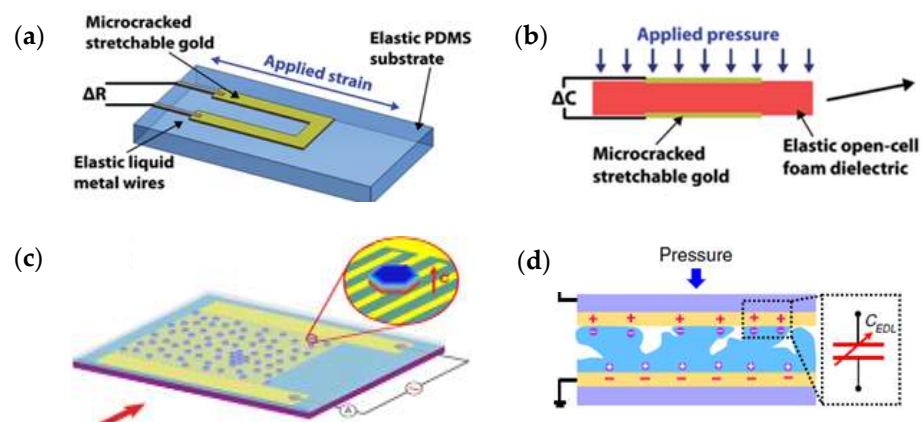 (a)
Microcracked
stretchable gold
Elastic PDMS
substrate
Applied strain
ΔR
Elastic liquid
metal wires
(b)
Applied pressure
ΔC
Microcracked
stretchable gold
Elastic open-cell
foam dielectric
(c)
C
A
(d)
Pressure
+ + + + + +
− − − − − −
+ + + + + +
− − − − − −
C_EDL